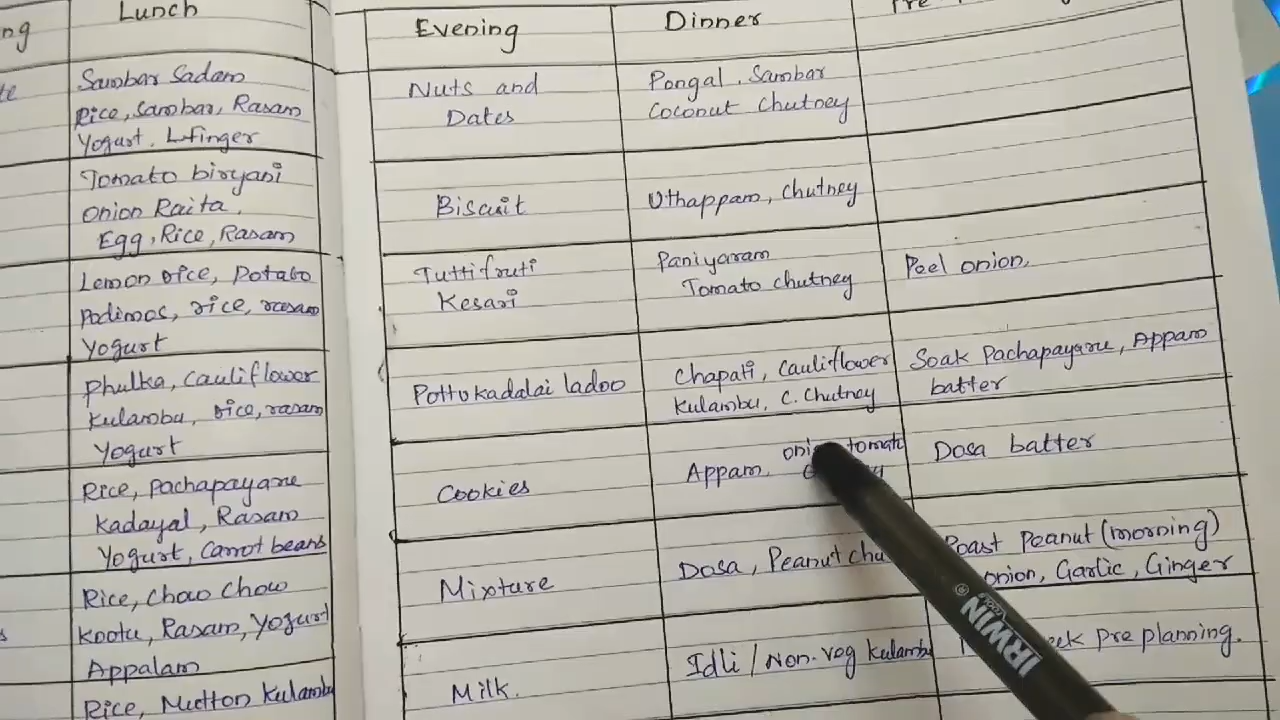 ng
Lunch
Evening
Dinner
Sambar Sadam
Rice, Sambar, Rasam
Yogurt, L.finger
Nuts and
Dates
Pongal, Sambar
Coconut Chutney
Tomato biryani
Onion Raita,
Egg, Rice, Rasam
Biscuit
Uthappam, Chutney
Lemon rice, Potato
Podimas, rice, rasam
Yogurt
Tuttifruti
Kesari
Paniyaram
Tomato chutney
Peel onion,
Phulka, Cauliflower
Kulambu, rice, rasam
Yogurt
Pottukadalai ladoo
Chapati, Cauliflower
Kulambu, C. Chutney
Soak Pachapayaru, Appam
batter
Rice, Pachapayaru
Kadayal, Rasam
Yogurt, Carrot beans
Cookies
tomato
Appam,
Dosa batter
Rice, Chow Chow
Kootu, Rasam, Yogurt
Appalam
Mixture
Dosa, Peanut chu
Roast Peanut (morning)
onion, Garlic, Ginger
Rice, Mutton Kulambu
Milk.
Idli / Non. veg Kulambu
Pre planning.
IRWIN